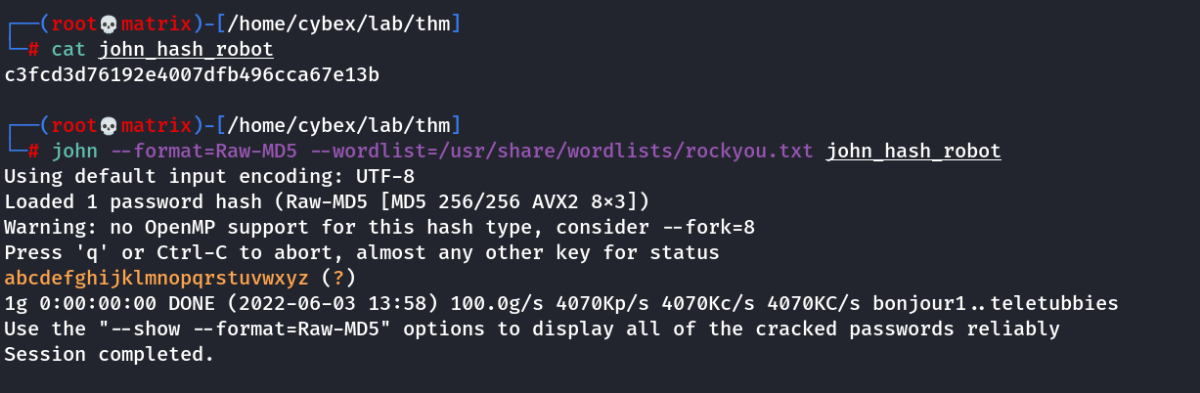 ┌──(root💀matrix)-[/home/cybex/lab/thm]
└─# cat john_hash_robot
c3fcd3d76192e4007dfb496cca67e13b
┌──(root💀matrix)-[/home/cybex/lab/thm]
└─# john --format=Raw-MD5 --wordlist=/usr/share/wordlists/rockyou.txt john_hash_robot
Using default input encoding: UTF-8
Loaded 1 password hash (Raw-MD5 [MD5 256/256 AVX2 8×3])
Warning: no OpenMP support for this hash type, consider --fork=8
Press 'q' or Ctrl-C to abort, almost any other key for status
abcdefghijklmnopqrstuvwxyz (?)
1g 0:00:00:00 DONE (2022-06-03 13:58) 100.0g/s 4070Kp/s 4070Kc/s 4070KC/s bonjour1..teletubbies
Use the "--show --format=Raw-MD5" options to display all of the cracked passwords reliably
Session completed.